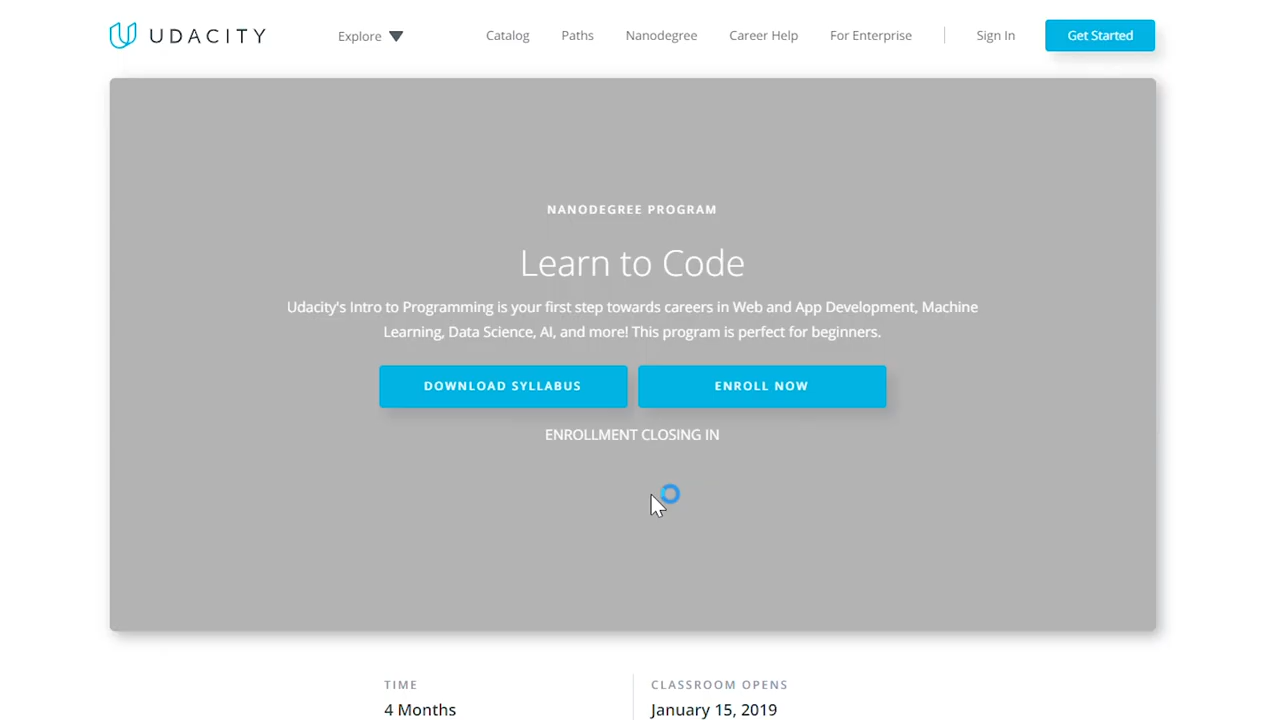 UDACITY
Explore
Catalog
Paths
Nanodegree
Career Help
For Enterprise
Sign In
Get Started
NANODEGREE PROGRAM
Learn to Code
Udacity's Intro to Programming is your first step towards careers in Web and App Development, Machine
Learning, Data Science, AI, and more! This program is perfect for beginners.
DOWNLOAD SYLLABUS
ENROLL NOW
ENROLLMENT CLOSING IN
TIME
4 Months
CLASSROOM OPENS
January 15, 2019